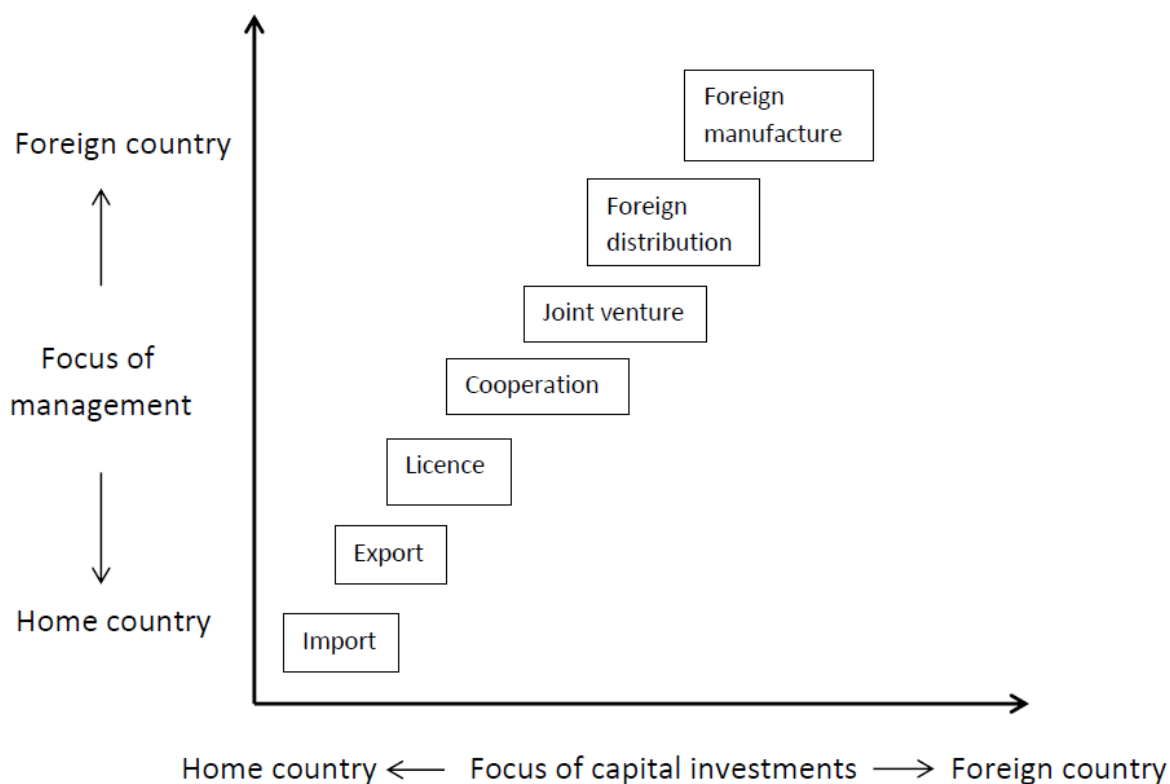 Foreign
manufacture
Foreign country
Foreign
distribution
Joint venture
Focus of
management
Cooperation
Licence
Export
Home country
Import
Home country Focus of capital investments Foreign country